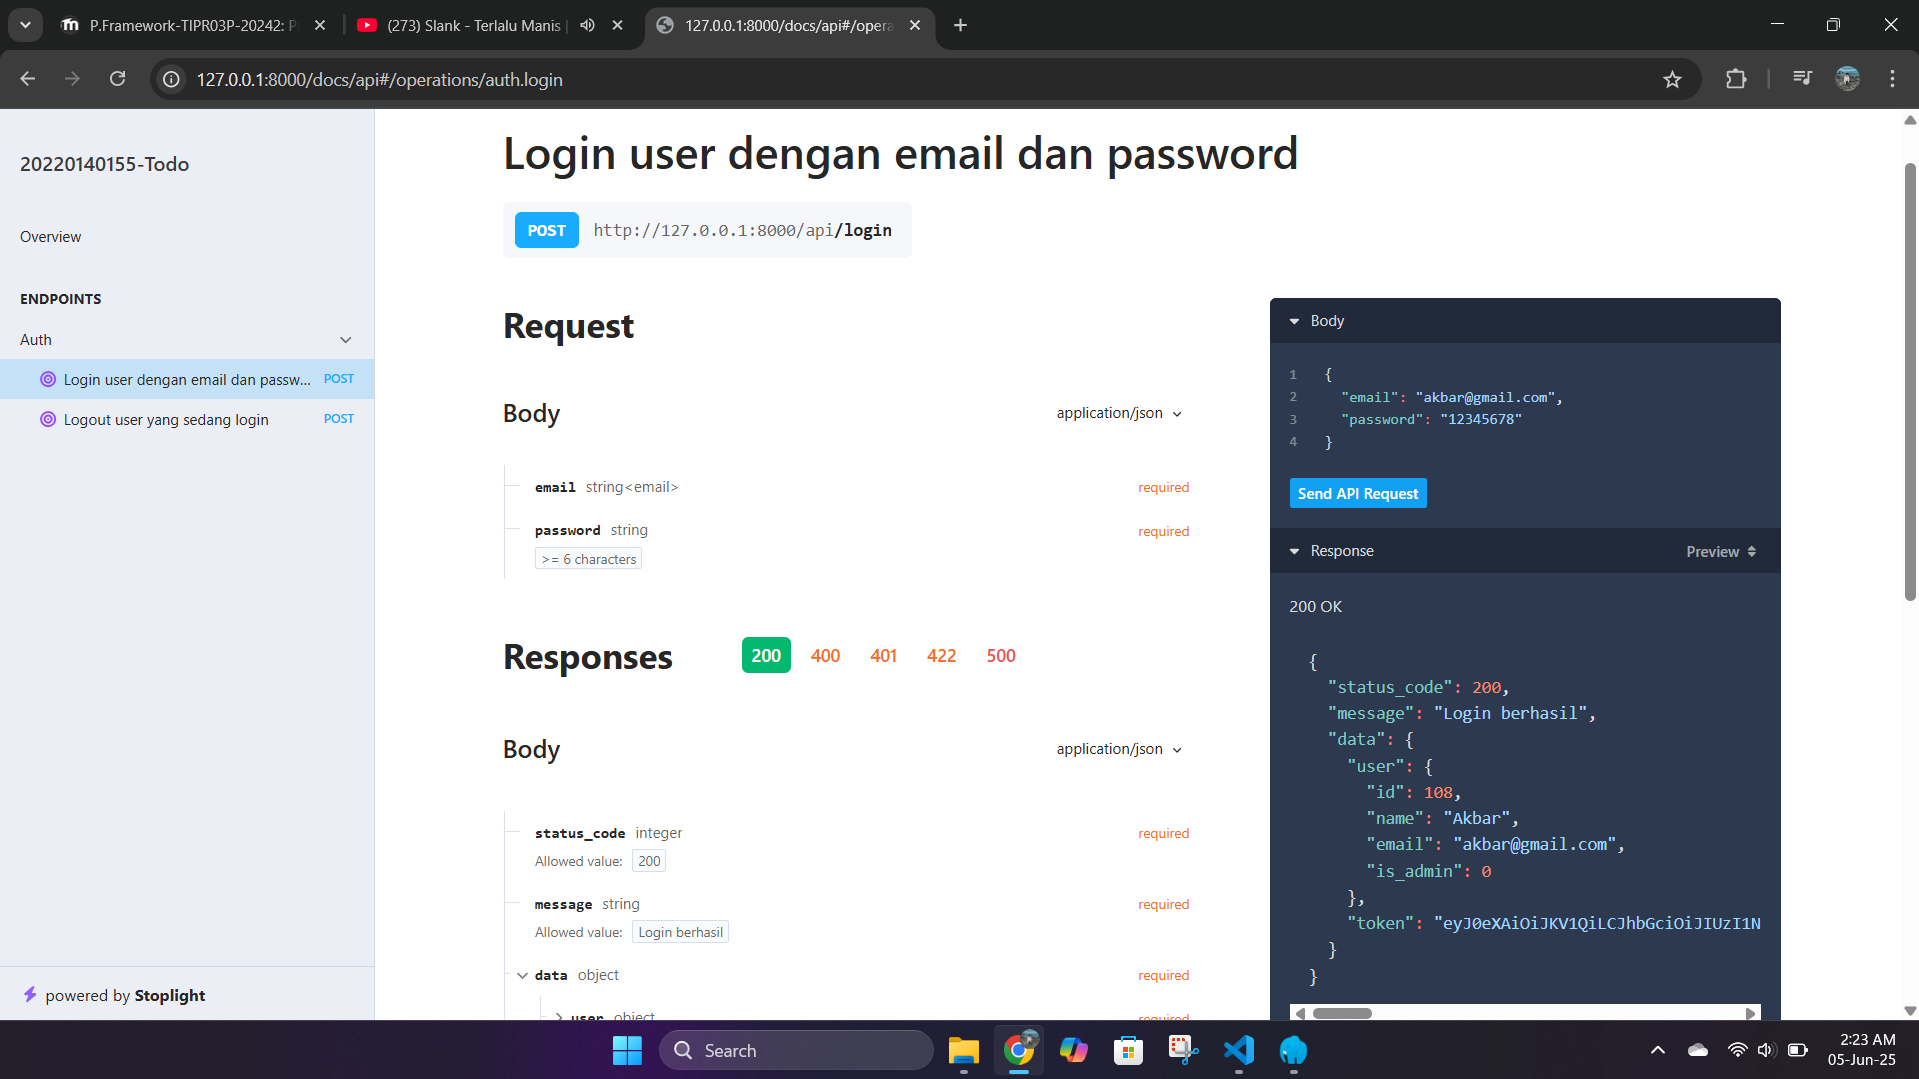 P.Framework-TIPR03P-20242: P
(273) Slank - Terlalu Manis |
127.0.0.1:8000/docs/api#/opera
127.0.0.1:8000/docs/api#/operations/auth.login
20220140155-Todo
Overview
ENDPOINTS
Auth
Login user dengan email dan passw... POST
Logout user yang sedang login POST
powered by Stoplight
Login user dengan email dan password
POST http://127.0.0.1:8000/api/login
Request
Body application/json
email string<email> required
password string required
>= 6 characters
Responses 200 400 401 422 500
Body application/json
status_code integer required
Allowed value: 200
message string required
Allowed value: Login berhasil
data object required
user object required
Body
1 {
2 "email": "akbar@gmail.com",
3 "password": "12345678"
4 }
Send API Request
Response Preview
200 OK
{
"status_code": 200,
"message": "Login berhasil",
"data": {
"user": {
"id": 108,
"name": "Akbar",
"email": "akbar@gmail.com",
"is_admin": 0
},
"token": "eyJ0eXAiOiJKV1QiLCJhbGciOiJIUzI1N
}
}
Search
2:23 AM
05-Jun-25